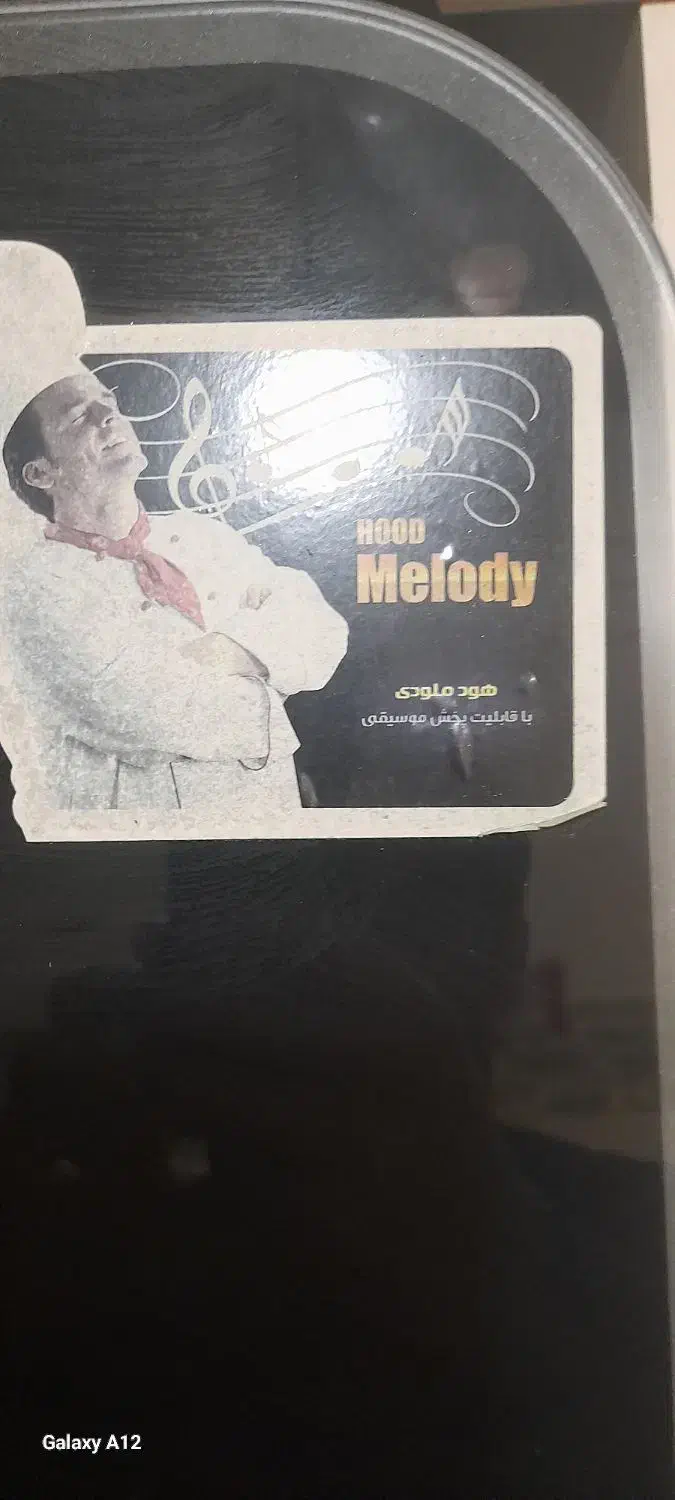 HOOD
Melody
هود ملودی
با قابلیت پخش موسیقی
Galaxy A12